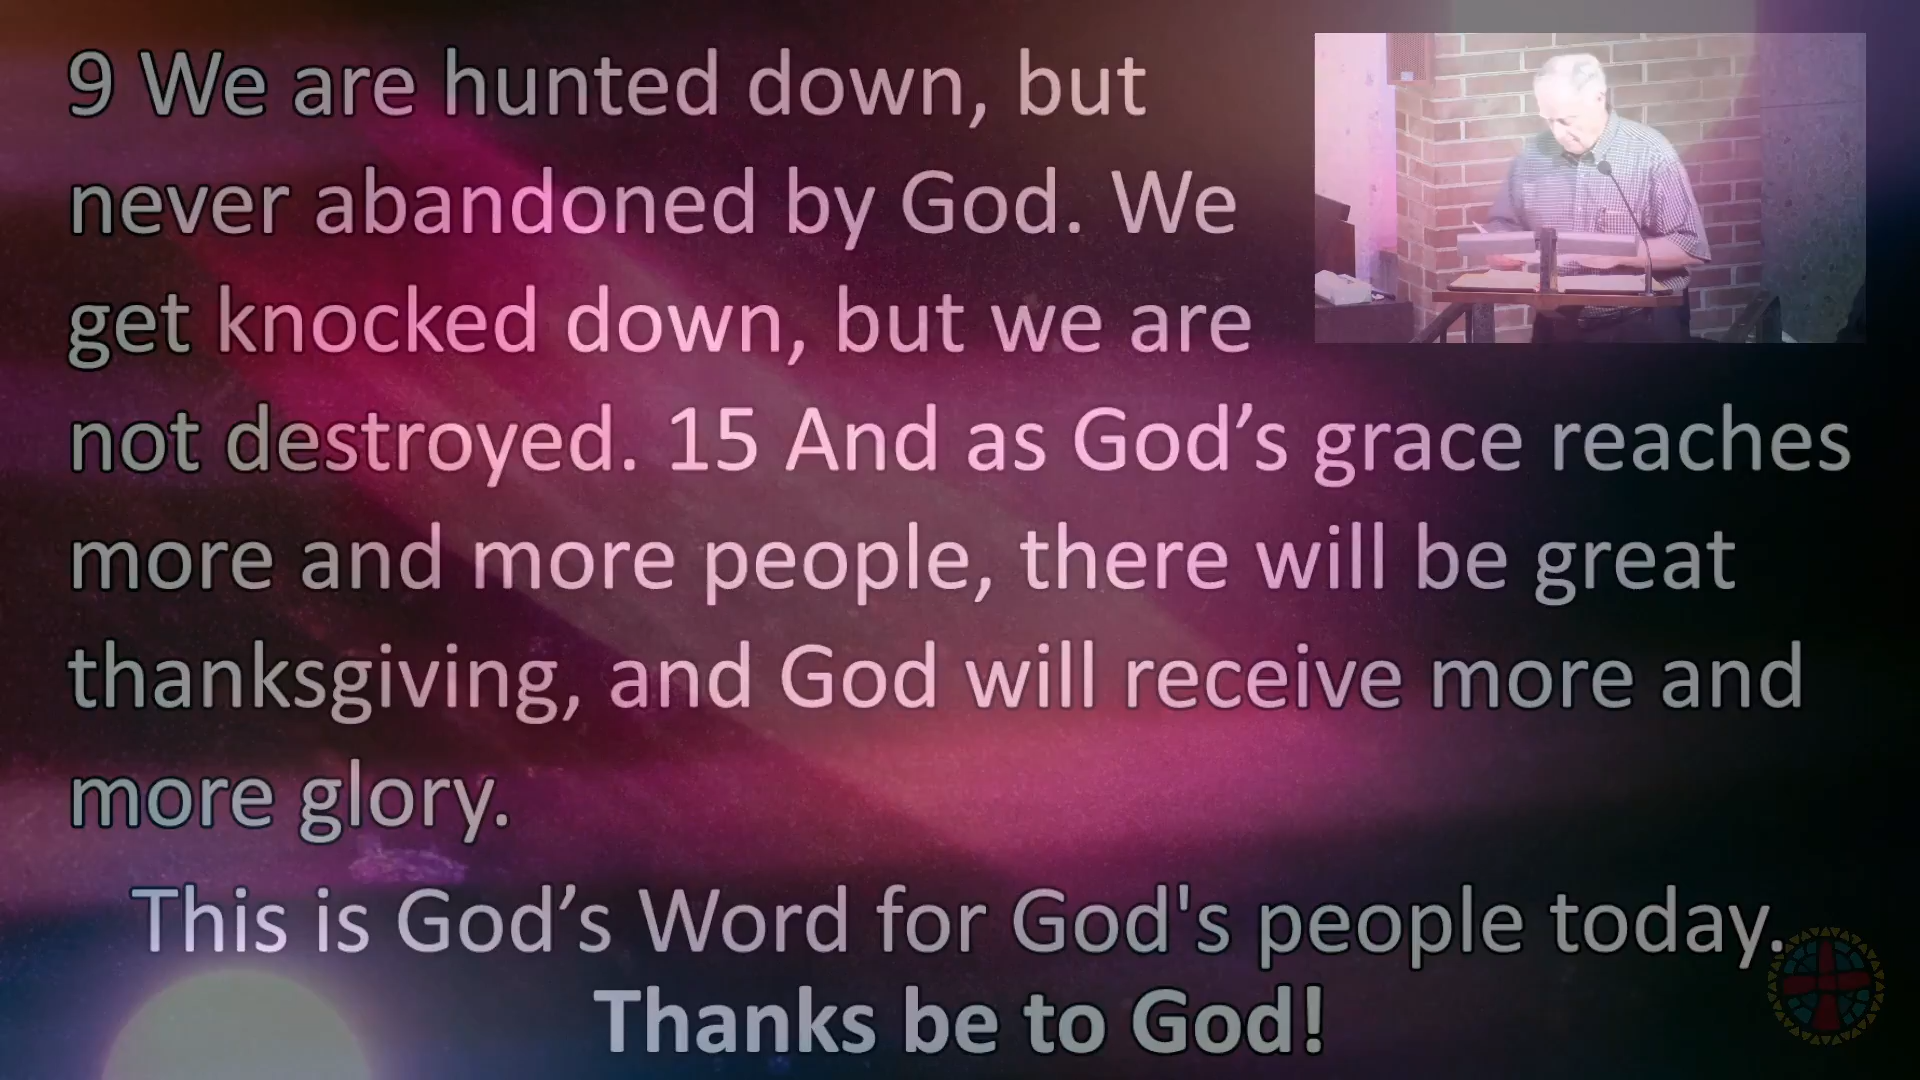 9 We are hunted down, but
never abandoned by God. We
get knocked down, but we are
not destroyed. 15 And as God’s grace reaches
more and more people, there will be great
thanksgiving, and God will receive more and
more glory.
This is God’s Word for God's people today.
Thanks be to God!